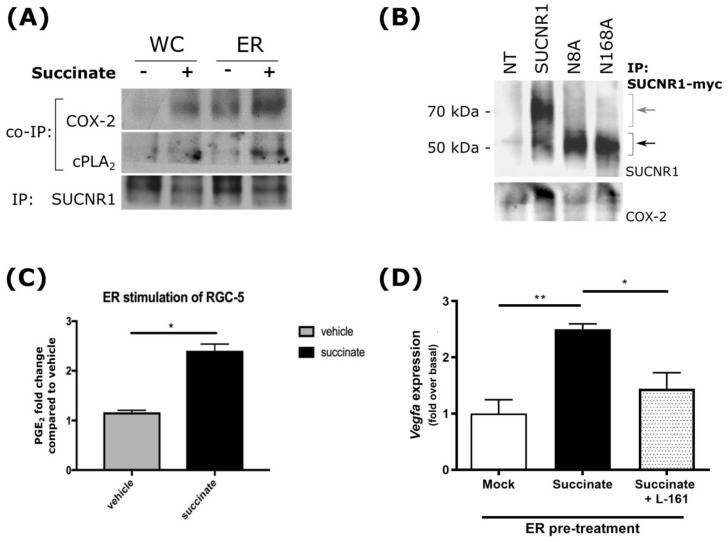 (A)
WC ER
Succinate - + - +
co-IP:
COX-2
cPLA2
IP: SUCNR1
(B)
NT SUCNR1 N8A N168A
IP:
SUCNR1-myc
70 kDa -
50 kDa -
SUCNR1
COX-2
(C)
ER stimulation of RGC-5
PGE2 fold change
compared to vehicle
3
2
1
0
*
vehicle
succinate
vehicle
succinate
(D)
Vegfa expression
(fold over basal)
3
2
1
0
**
*
Mock Succinate Succinate
+ L-161
ER pre-treatment